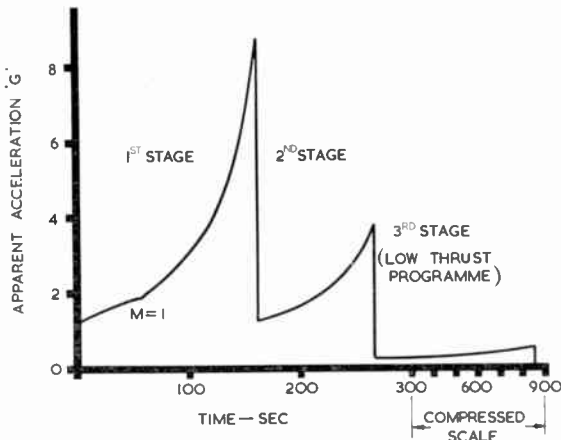 APPARENT ACCELERATION 'G'
8
6
4
2
0
1ST STAGE
2ND STAGE
3RD STAGE
(LOW THRUST
PROGRAMME)
M=1
100
200
300
600
900
TIME—SEC
COMPRESSED
SCALE